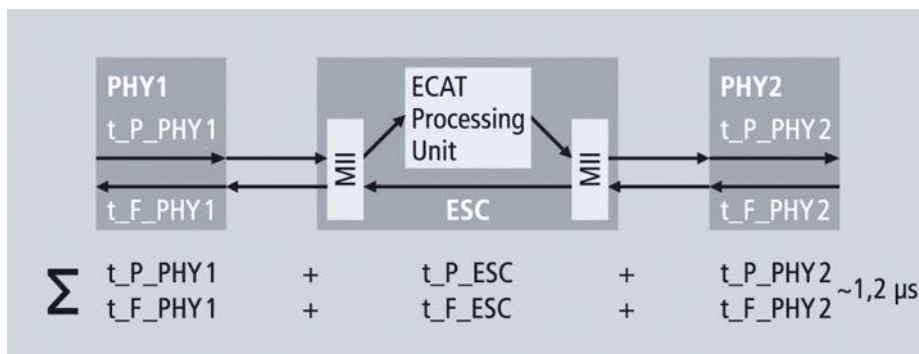 PHY1
t_P_PHY1
t_F_PHY1
MII
ECAT
Processing
Unit
ESC
MII
PHY2
t_P_PHY2
t_F_PHY2
Σ t_P_PHY1 + t_P_ESC + t_P_PHY2
t_F_PHY1 + t_F_ESC + t_F_PHY2
~1,2 µs